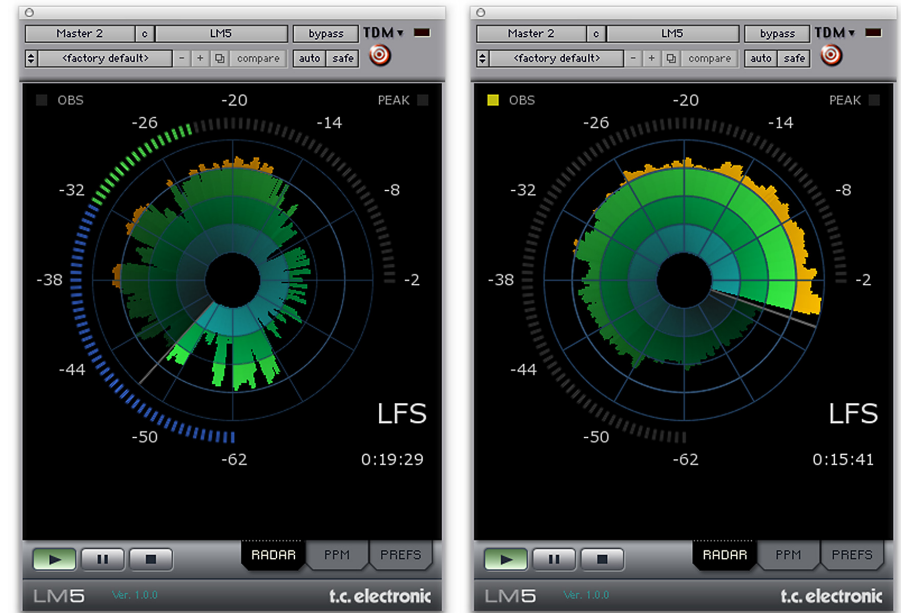 Master 2 c LM5 bypass TDM
<factory default> - + compare auto safe
OBS PEAK
-20
-26 -14
-32 -8
-38 -2
-44
-50
LFS
-62
0:19:29
RADAR PPM PREFS
LM5 Ver. 1.0.0 t.c. electronic
Master 2 c LM5 bypass TDM
<factory default> - + compare auto safe
OBS PEAK
-20
-26 -14
-32 -8
-38 -2
-44
-50
LFS
-62
0:15:41
RADAR PPM PREFS
LM5 Ver. 1.0.0 t.c. electronic